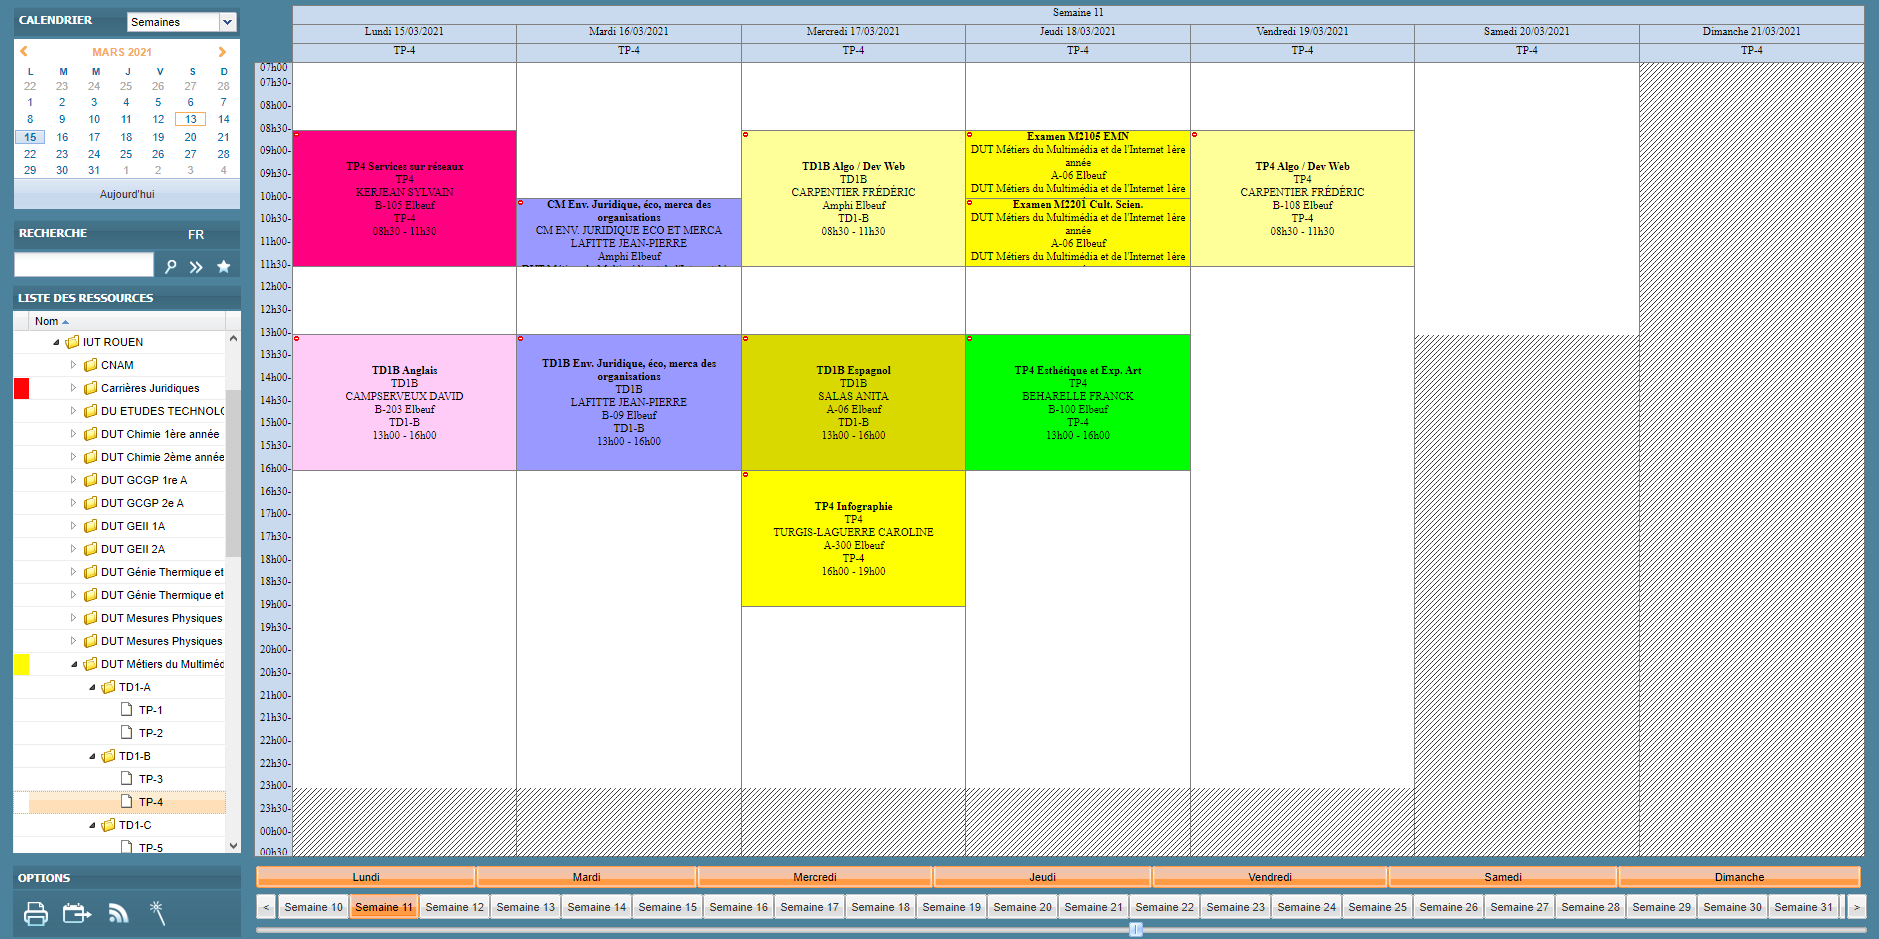 CALENDRIER
Semaines
MARS 2021
L M M J V S D
22 23 24 25 26 27 28
1 2 3 4 5 6 7
8 9 10 11 12 13 14
15 16 17 18 19 20 21
22 23 24 25 26 27 28
29 30 31 1 2 3 4
Aujourd'hui
RECHERCHE FR
LISTE DES RESSOURCES
Nom
IUT ROUEN
CNAM
Carrières Juridiques
DU ETUDES TECHNOLO
DUT Chimie 1ère année
DUT Chimie 2ème année
DUT GCGP 1re A
DUT GCGP 2e A
DUT GEII 1A
DUT GEII 2A
DUT Génie Thermique et
DUT Génie Thermique et
DUT Mesures Physiques
DUT Mesures Physiques
DUT Métiers du Multiméd
TD1-A
TP-1
TP-2
TD1-B
TP-3
TP-4
TD1-C
TP-5
OPTIONS
Semaine 11
Lundi 15/03/2021 Mardi 16/03/2021 Mercredi 17/03/2021 Jeudi 18/03/2021 Vendredi 19/03/2021 Samedi 20/03/2021 Dimanche 21/03/2021
TP-4 TP-4 TP-4 TP-4 TP-4 TP-4 TP-4
07h00
07h30-
08h00-
08h30-
09h00-
09h30-
10h00-
10h30-
11h00-
11h30-
12h00-
12h30-
13h00-
13h30-
14h00-
14h30-
15h00-
15h30-
16h00-
16h30-
17h00-
17h30-
18h00-
18h30-
19h00-
19h30-
20h00-
20h30-
21h00-
21h30-
22h00-
22h30-
23h00-
23h30-
00h00-
00h30
TP4 Services sur réseaux
TP4
KERJEAN SYLVAIN
B-105 Elbeuf
TP-4
08h30 - 11h30
TD1B Anglais
TD1B
CAMPSERVEUX DAVID
B-203 Elbeuf
TD1-B
13h00 - 16h00
CM Env. Juridique, éco, merca des
organisations
CM ENV. JURIDIQUE ECO ET MERCA
LAFITTE JEAN-PIERRE
Amphi Elbeuf
TD1B Env. Juridique, éco, merca des
organisations
TD1B
LAFITTE JEAN-PIERRE
B-09 Elbeuf
TD1-B
13h00 - 16h00
TD1B Algo / Dev Web
TD1B
CARPENTIER FRÉDÉRIC
Amphi Elbeuf
TD1-B
08h30 - 11h30
TD1B Espagnol
TD1B
SALAS ANITA
A-06 Elbeuf
TD1-B
13h00 - 16h00
TP4 Infographie
TP4
TURGIS-LAGUERRE CAROLINE
A-300 Elbeuf
TP-4
16h00 - 19h00
Examen M2105 EMN
DUT Métiers du Multimédia et de l'Internet 1ère
année
A-06 Elbeuf
DUT Métiers du Multimédia et de l'Internet 1ère
Examen M2201 Cult. Scien.
DUT Métiers du Multimédia et de l'Internet 1ère
année
A-06 Elbeuf
DUT Métiers du Multimédia et de l'Internet 1ère
TP4 Esthétique et Exp. Art
TP4
BEHARELLE FRANCK
B-100 Elbeuf
TP-4
13h00 - 16h00
TP4 Algo / Dev Web
TP4
CARPENTIER FRÉDÉRIC
B-108 Elbeuf
TP-4
08h30 - 11h30
Lundi Mardi Mercredi Jeudi Vendredi Samedi Dimanche
< Semaine 10 Semaine 11 Semaine 12 Semaine 13 Semaine 14 Semaine 15 Semaine 16 Semaine 17 Semaine 18 Semaine 19 Semaine 20 Semaine 21 Semaine 22 Semaine 23 Semaine 24 Semaine 25 Semaine 26 Semaine 27 Semaine 28 Semaine 29 Semaine 30 Semaine 31 >